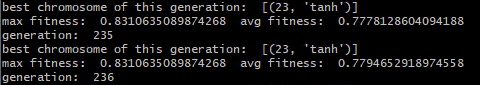 best chromosome of this generation:  [(23, 'tanh')]
max fitness:  0.8310635089874268  avg fitness:  0.7778128604094188
generation:  235
best chromosome of this generation:  [(23, 'tanh')]
max fitness:  0.8310635089874268  avg fitness:  0.7794652918974558
generation:  236